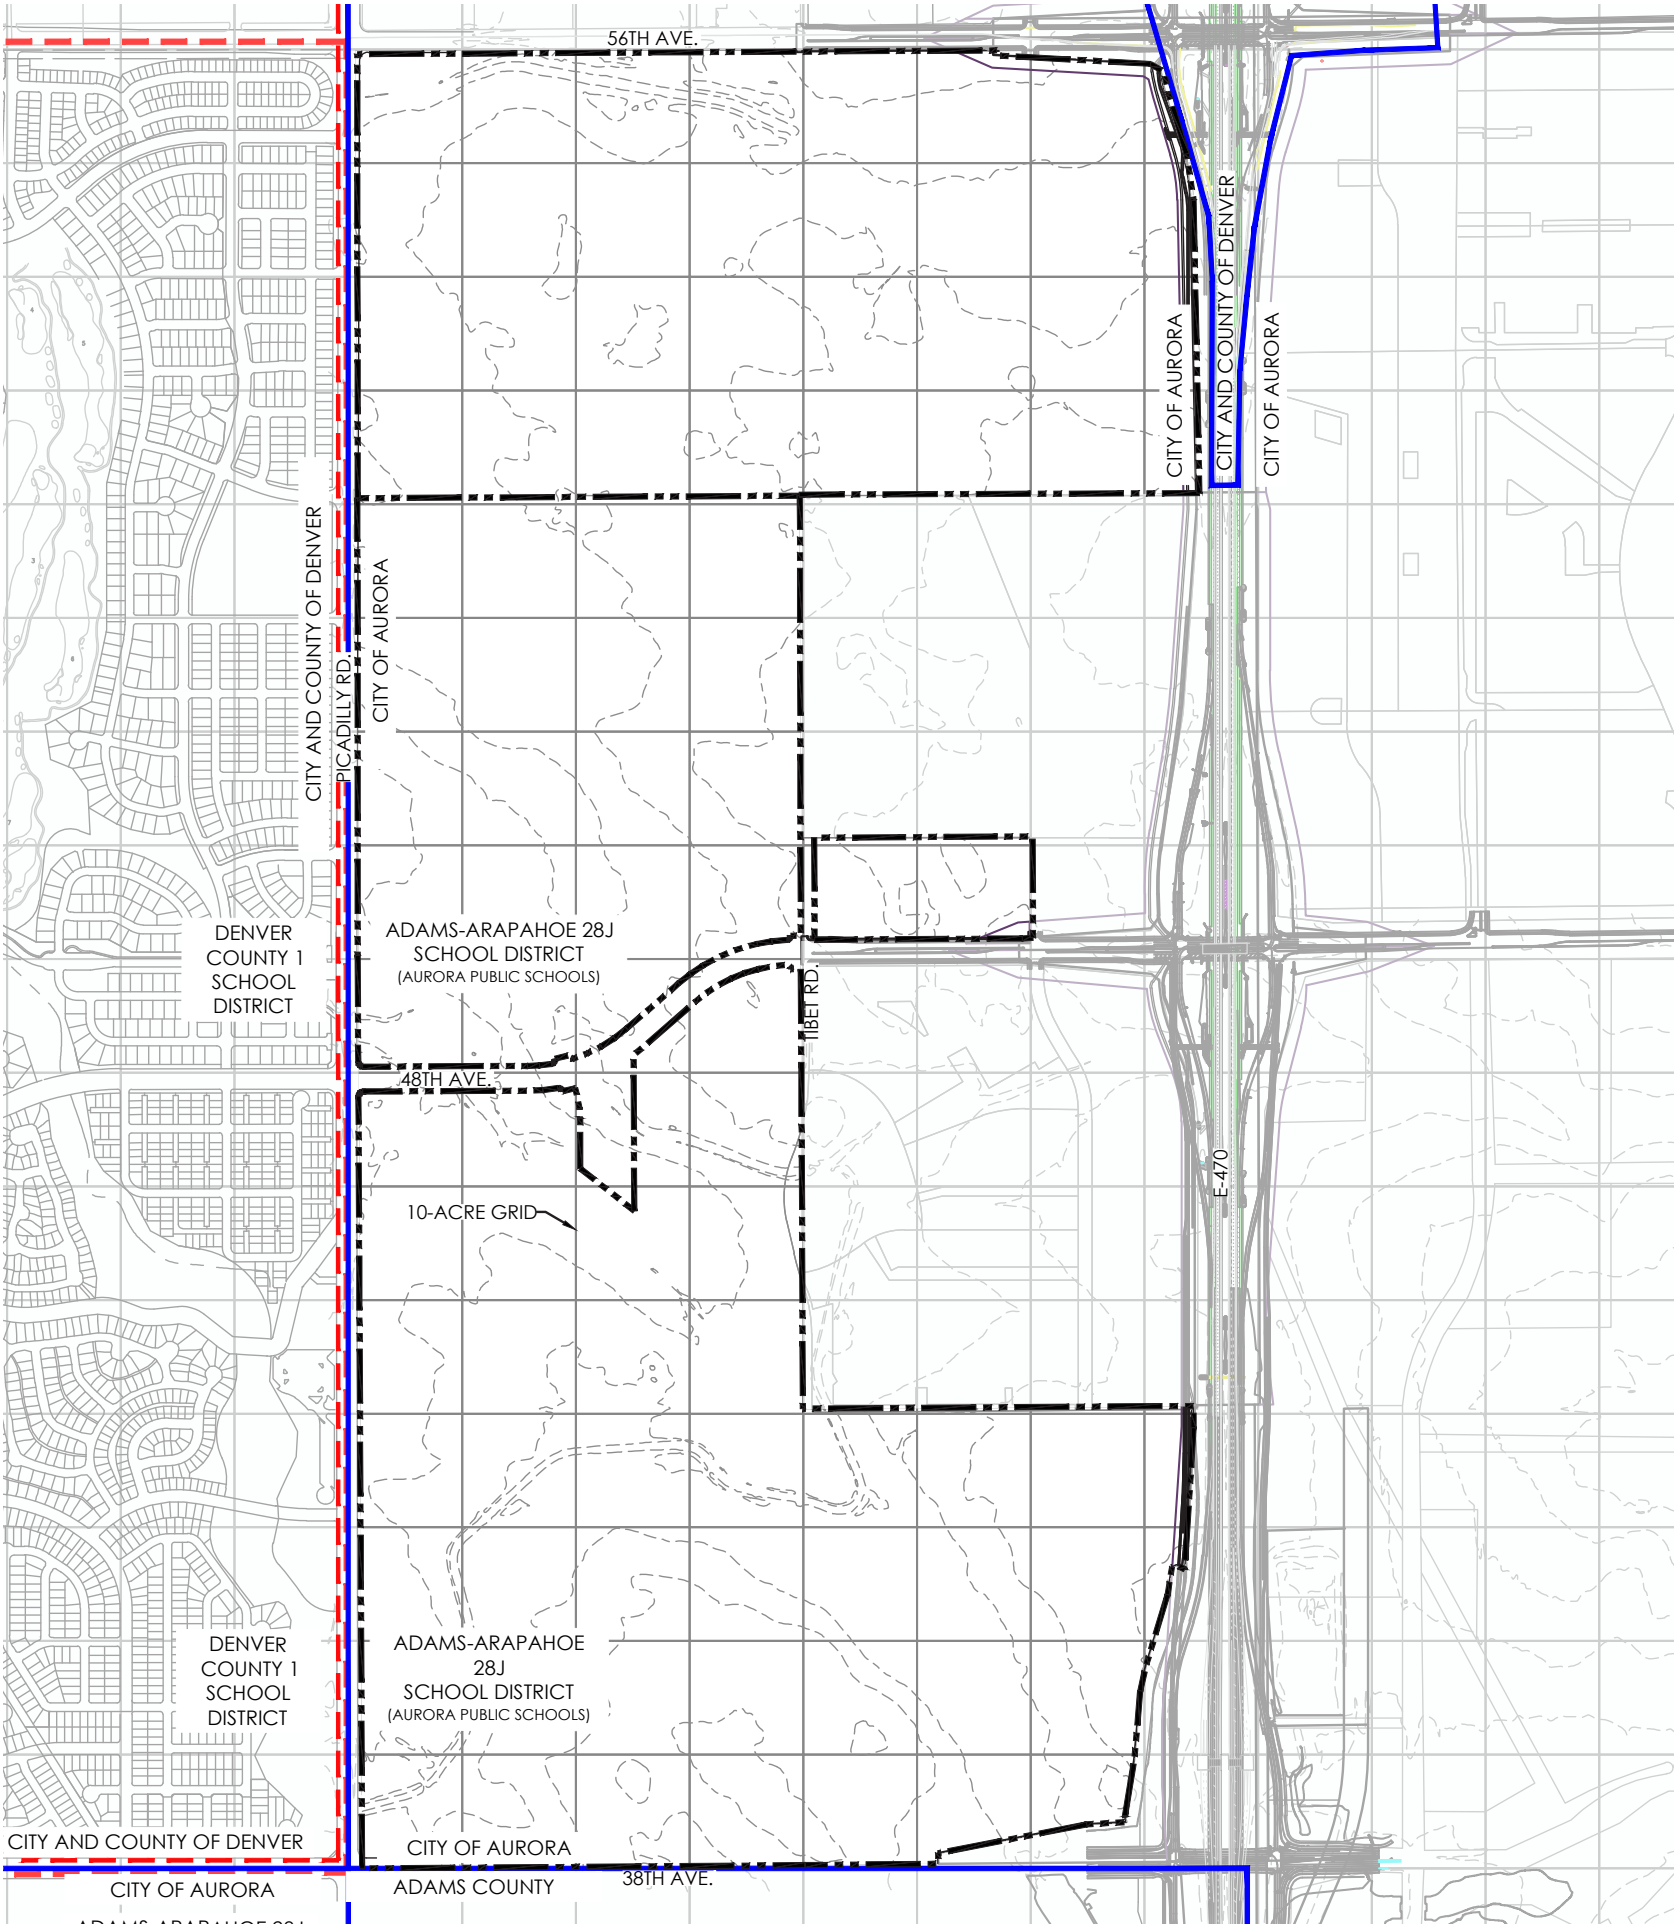 56TH AVE.
CITY AND COUNTY OF DENVER
CITY OF AURORA
CITY OF AURORA
CITY AND COUNTY OF DENVER
PICADILLY RD.
CITY OF AURORA
DENVER
COUNTY 1
SCHOOL
DISTRICT
ADAMS-ARAPAHOE 28J
SCHOOL DISTRICT
(AURORA PUBLIC SCHOOLS)
TIBET RD.
48TH AVE.
E-470
10-ACRE GRID
DENVER
COUNTY 1
SCHOOL
DISTRICT
ADAMS-ARAPAHOE
28J
SCHOOL DISTRICT
(AURORA PUBLIC SCHOOLS)
CITY AND COUNTY OF DENVER
CITY OF AURORA
38TH AVE.
CITY OF AURORA
ADAMS COUNTY
ADAMS-ARAPAHOE 28J